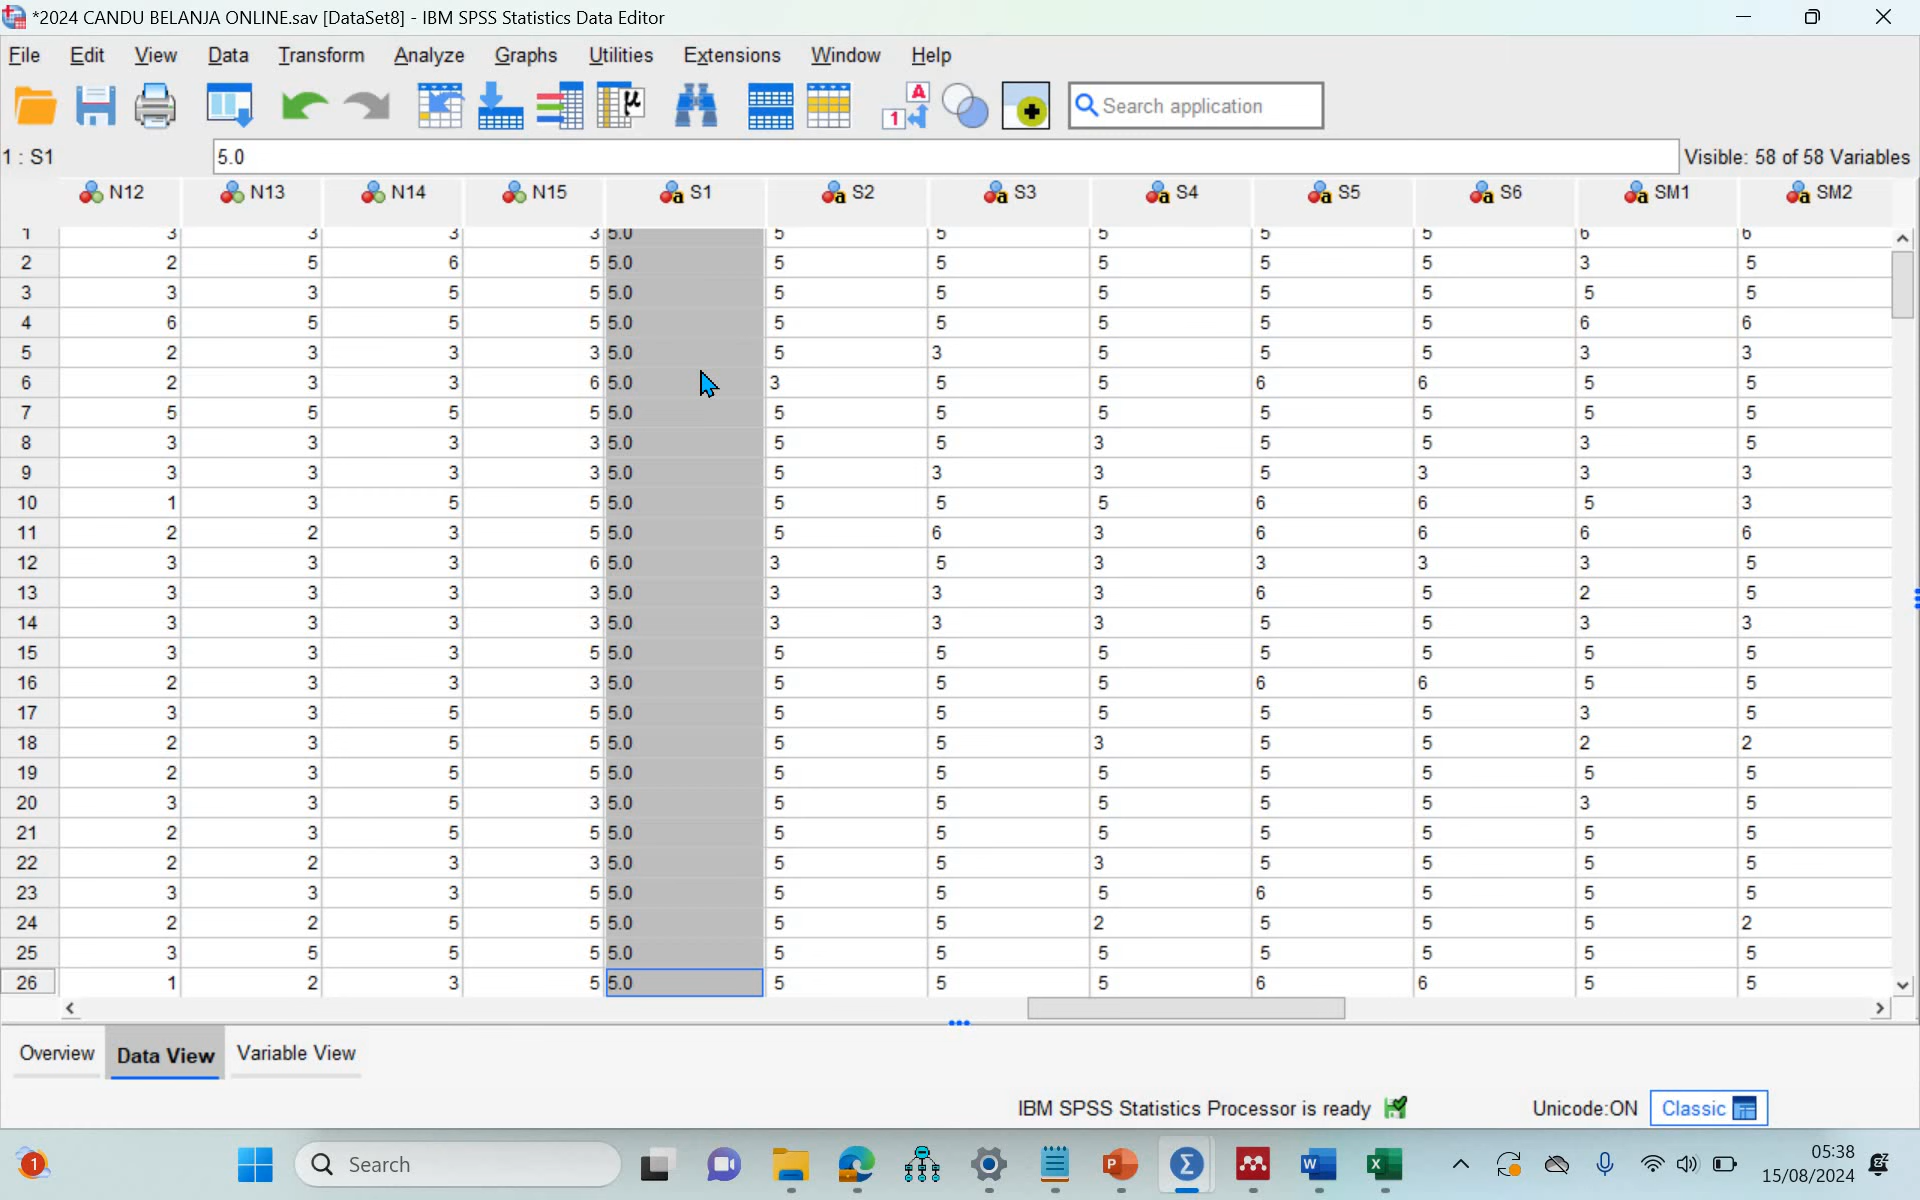 *2024 CANDU BELANJA ONLINE.sav [DataSet8] - IBM SPSS Statistics Data Editor
File Edit View Data Transform Analyze Graphs Utilities Extensions Window Help
Search application
1 : S1 5.0 Visible: 58 of 58 Variables
N12 N13 N14 N15 S1 S2 S3 S4 S5 S6 SM1 SM2
1 3 3 3 3 5.0 5 5 5 5 5 6 6
2 2 5 6 5 5.0 5 5 5 5 5 3 5
3 3 3 5 5 5.0 5 5 5 5 5 5 5
4 6 5 5 5 5.0 5 5 5 5 5 6 6
5 2 3 3 3 5.0 5 3 5 5 5 3 3
6 2 3 3 6 5.0 3 5 5 6 6 5 5
7 5 5 5 5 5.0 5 5 5 5 5 5 5
8 3 3 3 3 5.0 5 5 3 5 5 3 5
9 3 3 3 3 5.0 5 3 3 5 3 3 3
10 1 3 5 5 5.0 5 5 5 6 6 5 3
11 2 2 3 5 5.0 5 6 3 6 6 6 6
12 3 3 3 6 5.0 3 5 3 3 3 3 5
13 3 3 3 3 5.0 3 3 3 6 5 2 5
14 3 3 3 3 5.0 3 3 3 5 5 3 3
15 3 3 3 5 5.0 5 5 5 5 5 5 5
16 2 3 3 3 5.0 5 5 5 6 6 5 5
17 3 3 5 5 5.0 5 5 5 5 5 3 5
18 2 3 5 5 5.0 5 5 3 5 5 2 2
19 2 3 5 5 5.0 5 5 5 5 5 5 5
20 3 3 5 3 5.0 5 5 5 5 5 3 5
21 2 3 5 5 5.0 5 5 5 5 5 5 5
22 2 2 3 3 5.0 5 5 3 5 5 5 5
23 3 3 3 5 5.0 5 5 5 6 5 5 5
24 2 2 5 5 5.0 5 5 2 5 5 5 2
25 3 5 5 5 5.0 5 5 5 5 5 5 5
26 1 2 3 5 5.0 5 5 5 6 6 5 5
Overview Data View Variable View
IBM SPSS Statistics Processor is ready Unicode:ON Classic
1 Search 05:38
15/08/2024